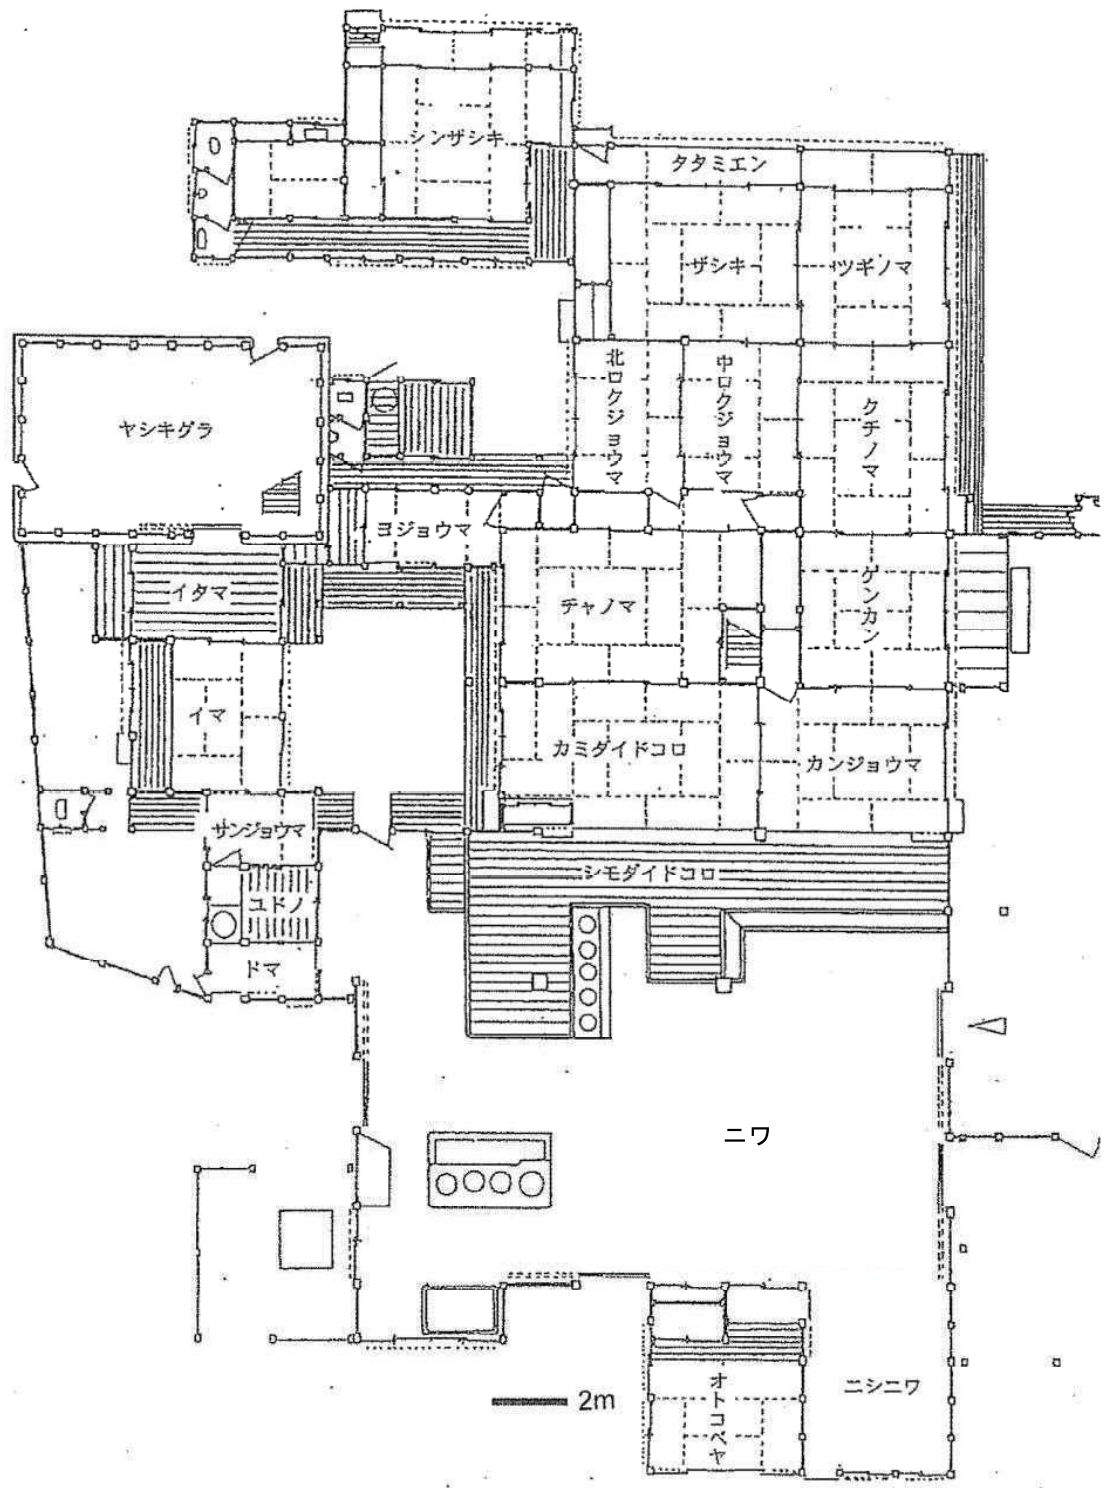 シンザシキ
タタミエン
ザシキ
ツギノマ
北ロクジョウマ
中ロクジョウマ
クチノマ
ヤシキグラ
ヨジョウマ
イタマ
チャノマ
ゲンカン
イマ
カミダイドコロ
カンジョウマ
サンジョウマ
シモダイドコロ
ユドノ
ドマ
ニワ
オトコベヤ
ニシニワ
2m